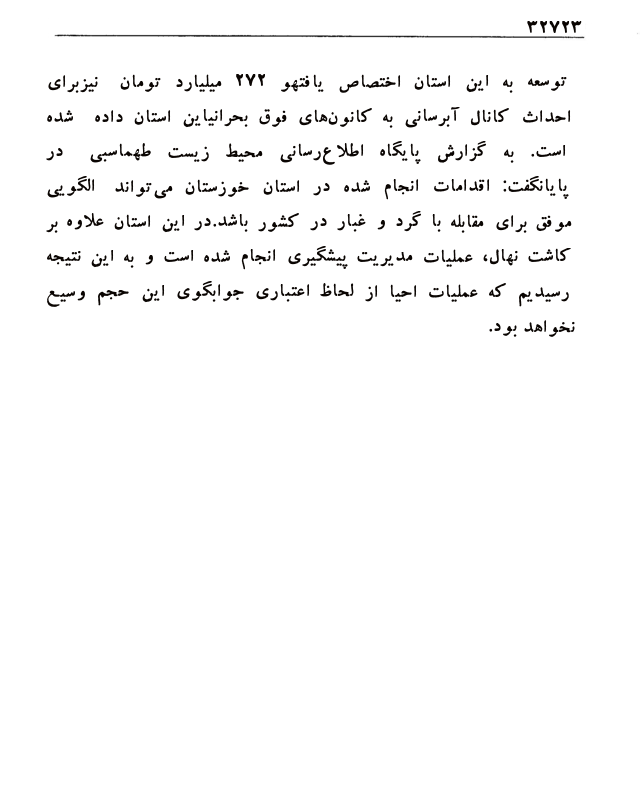 ۳۲۷۲۳
توسعه به این استان اختصاص یافتهو ۲۷۲ میلیارد تومان نیزبرای
احداث کانال آبرسانی به کانون‌های فوق بحرانیاین استان داده شده
است. به گزارش پایگاه اطلاع‌رسانی محیط زیست طهماسبی در
پایانگفت: اقدامات انجام شده در استان خوزستان می‌تواند الگویی
موفق برای مقابله با گرد و غبار در کشور باشد.در این استان علاوه بر
کاشت نهال، عملیات مدیریت پیشگیری انجام شده است و به این نتیجه
رسیدیم که عملیات احیا از لحاظ اعتباری جوابگوی این حجم وسیع
نخواهد بود.